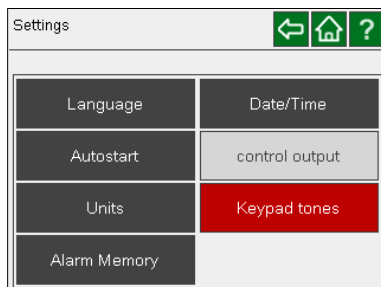 Settings
?
Language
Date/Time
Autostart
control output
Units
Keypad tones
Alarm Memory